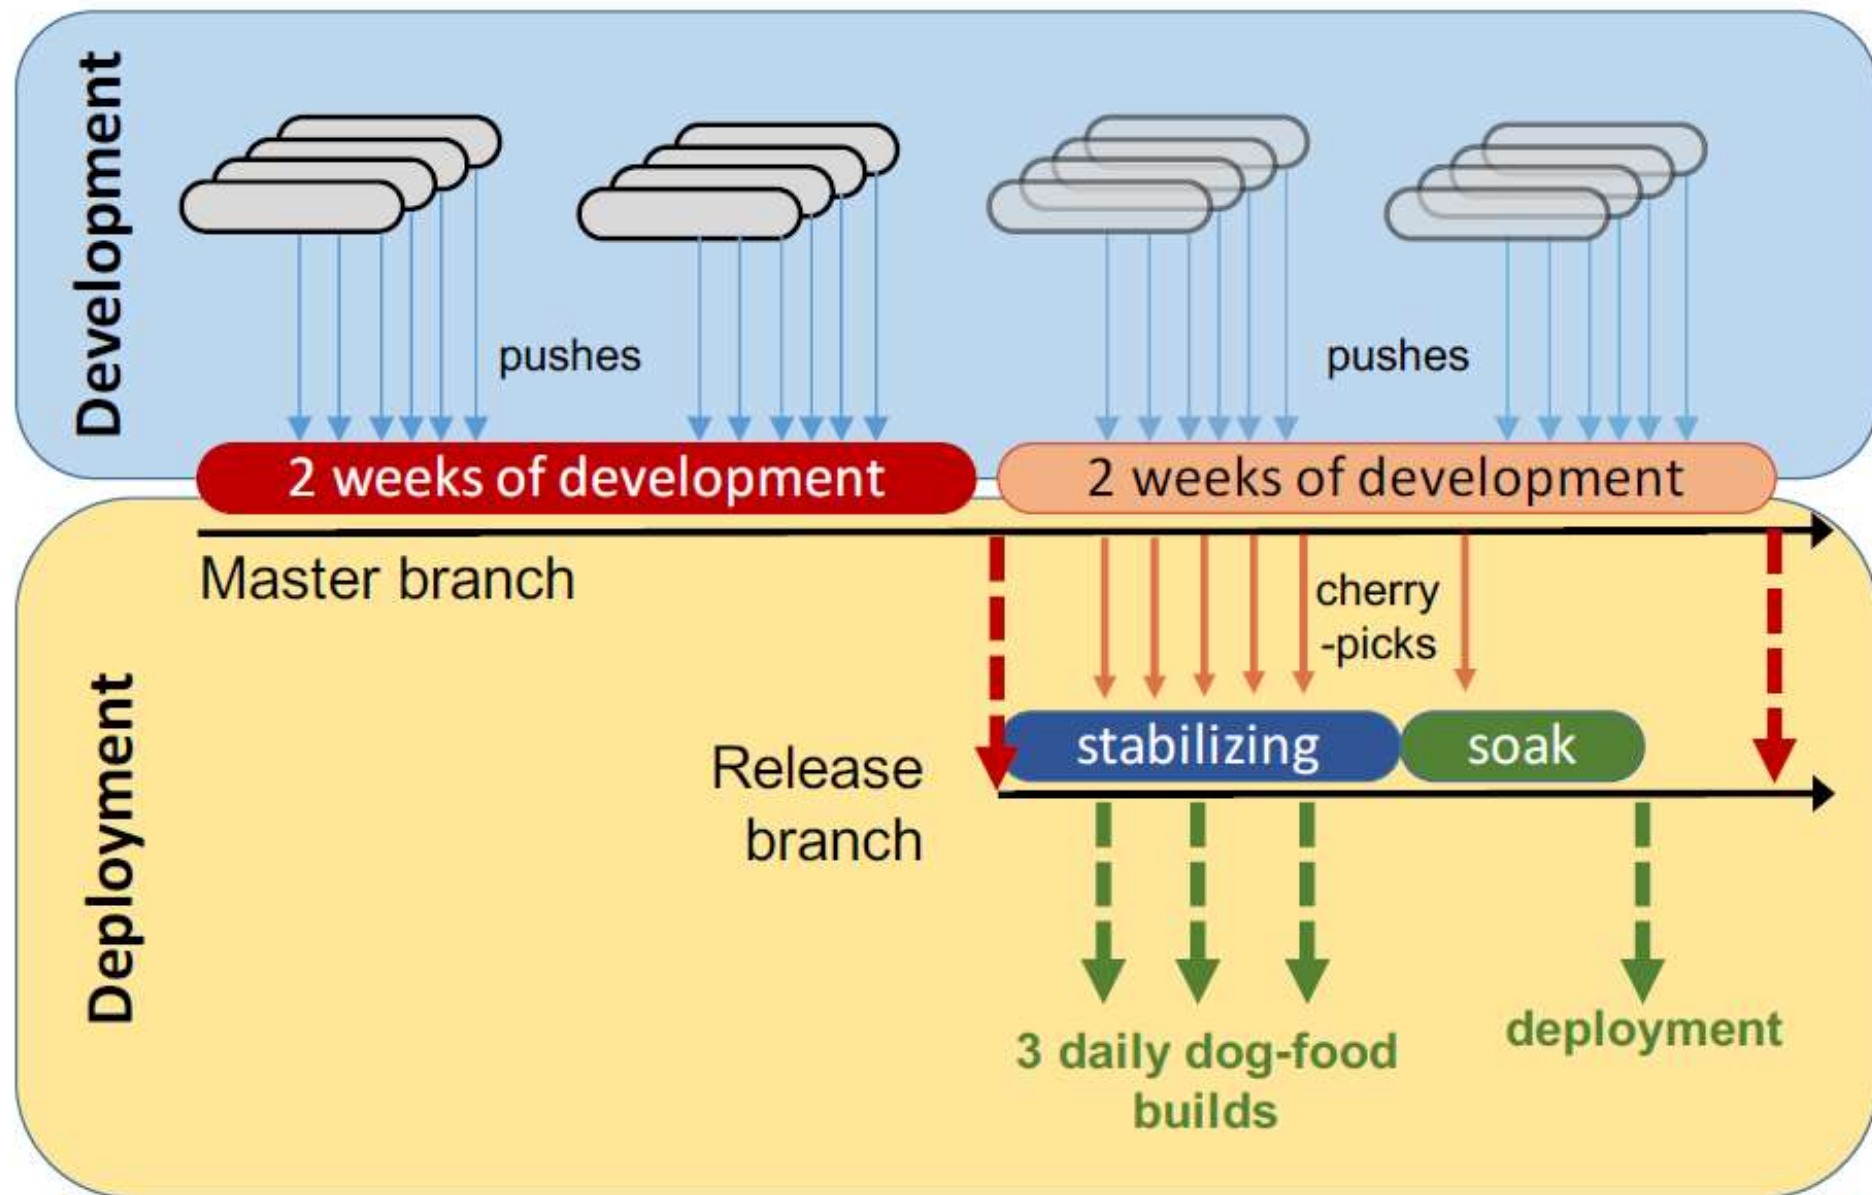 Development
pushes
pushes
2 weeks of development
2 weeks of development
Master branch
cherry
-picks
Deployment
stabilizing
soak
Release
branch
3 daily dog-food
builds
deployment